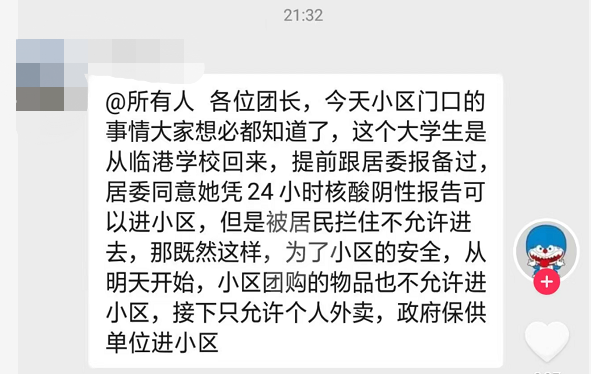 21:32
@所有人 各位团长，今天小区门口的
事情大家想必都知道了，这个大学生是
从临港学校回来，提前跟居委报备过，
居委同意她凭 24 小时核酸阴性报告可
以进小区，但是被居民拦住不允许进
去，那既然这样，为了小区的安全，从
明天开始，小区团购的物品也不允许进
小区，接下只允许个人外卖，政府保供
单位进小区